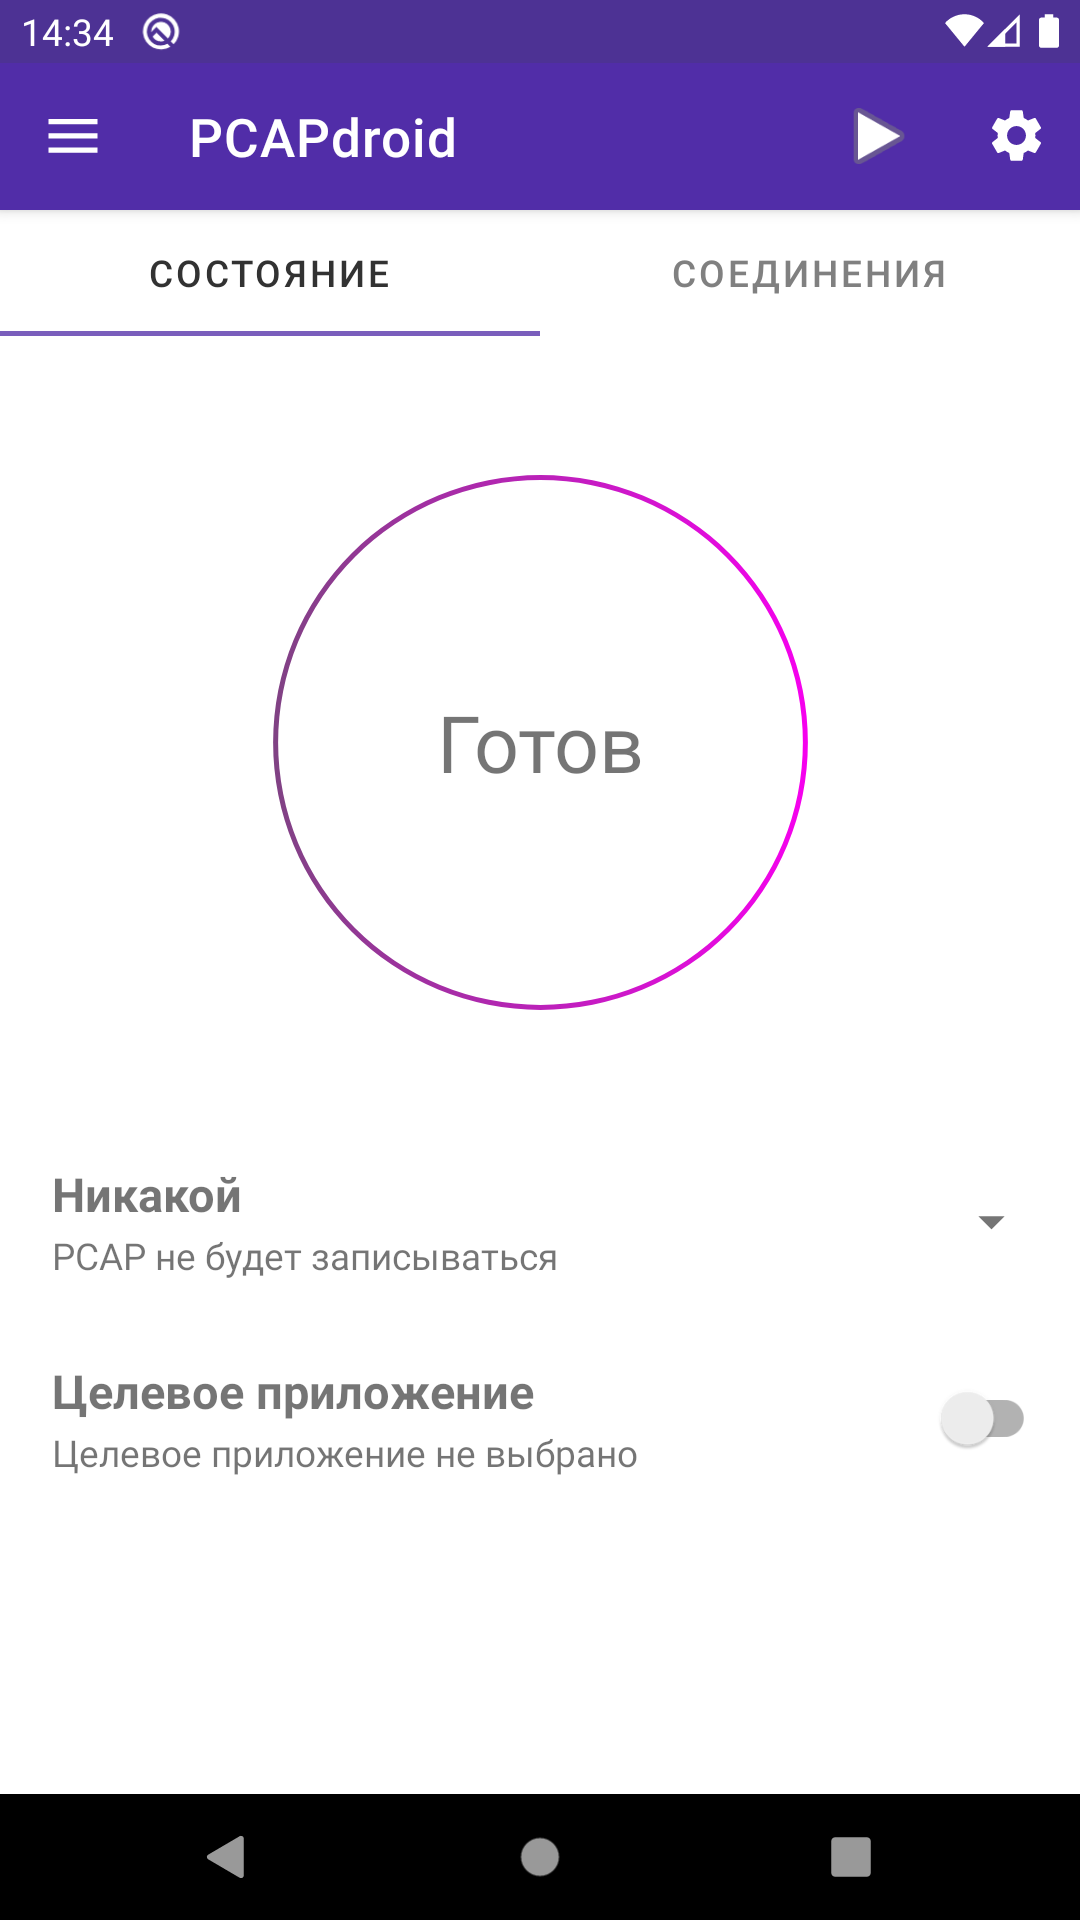 14:34
PCAPdroid
СОСТОЯНИЕ
СОЕДИНЕНИЯ
Готов
Никакой
PCAP не будет записываться
Целевое приложение
Целевое приложение не выбрано